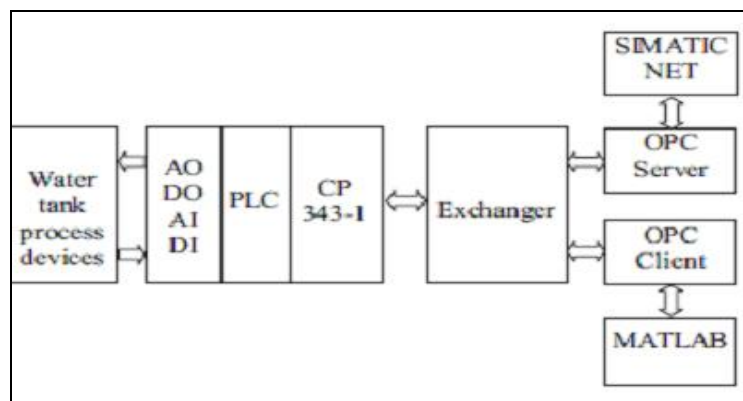 Water
tank
process
devices
AO
DO
AI
DI
PLC
CP
343-1
Exchanger
SIMATIC
NET
OPC
Server
OPC
Client
MATLAB